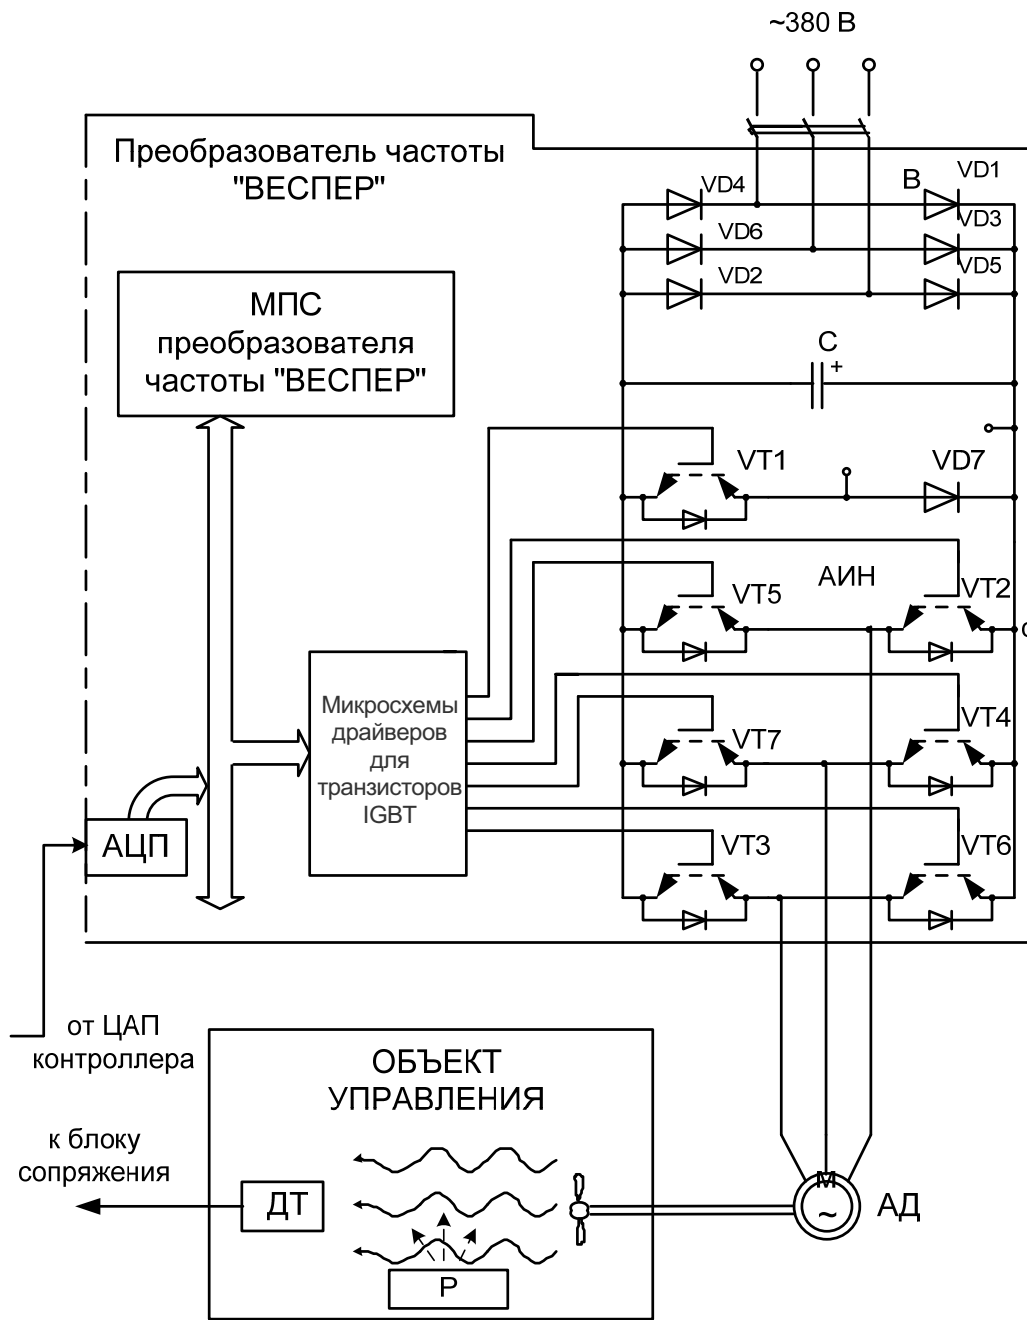 ~380 В
Преобразователь частоты
"ВЕСПЕР"
VD4
В
VD1
VD6
VD3
VD2
VD5
МПС
преобразователя
частоты "ВЕСПЕР"
С
+
VT1
VD7
VT5
АИН
VT2
Микросхемы
драйверов
для
транзисторов
IGBT
VT7
VT4
АЦП
VT3
VT6
от ЦАП
контроллера
ОБЪЕКТ
УПРАВЛЕНИЯ
к блоку
сопряжения
ДТ
Р
М
~
АД